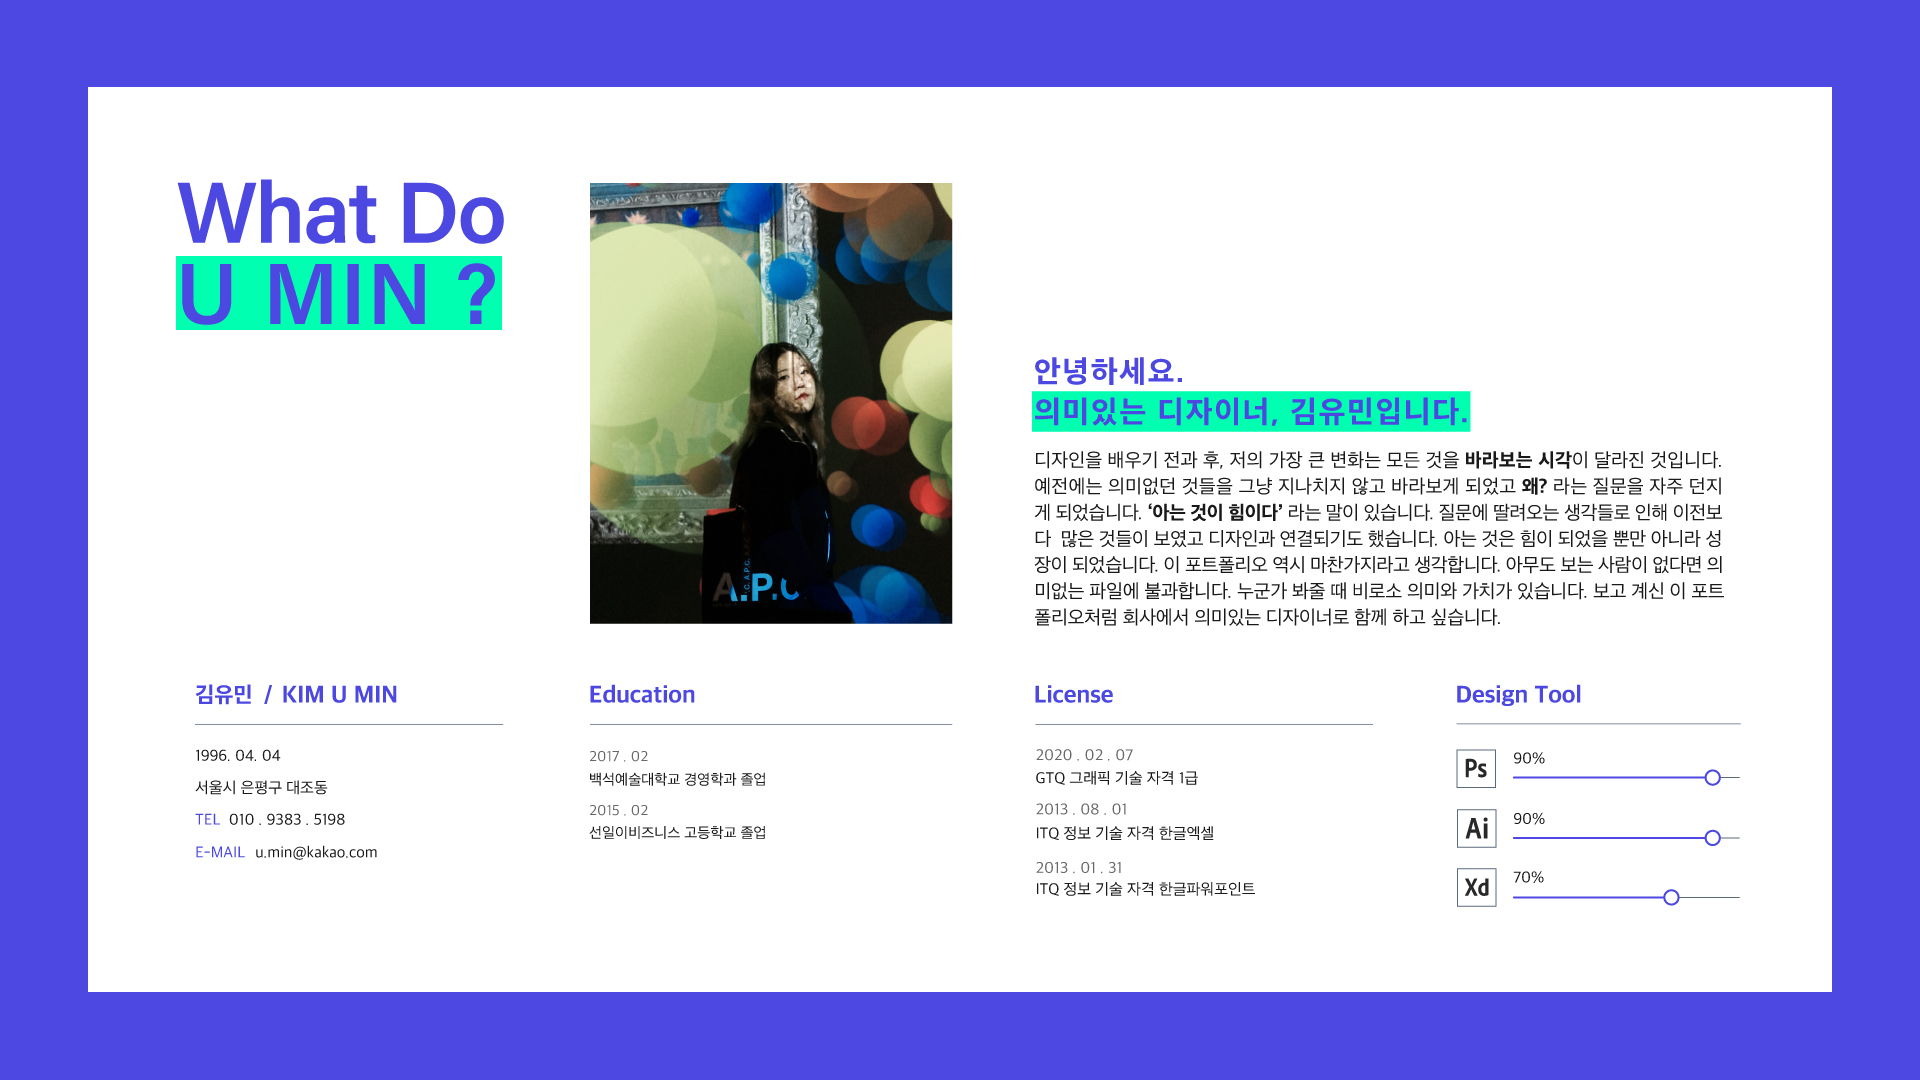 What Do
U MIN ?
A.P.C
안녕하세요.
의미있는 디자이너, 김유민입니다.
디자인을 배우기 전과 후, 저의 가장 큰 변화는 모든 것을 바라보는 시각이 달라진 것입니다.
예전에는 의미없던 것들을 그냥 지나치지 않고 바라보게 되었고 왜? 라는 질문을 자주 던지
게 되었습니다. ‘아는 것이 힘이다’ 라는 말이 있습니다. 질문에 딸려오는 생각들로 인해 이전보
다 많은 것들이 보였고 디자인과 연결되기도 했습니다. 아는 것은 힘이 되었을 뿐만 아니라 성
장이 되었습니다. 이 포트폴리오 역시 마찬가지라고 생각합니다. 아무도 보는 사람이 없다면 의
미없는 파일에 불과합니다. 누군가 봐줄 때 비로소 의미와 가치가 있습니다. 보고 계신 이 포트
폴리오처럼 회사에서 의미있는 디자이너로 함께 하고 싶습니다.
김유민 / KIM U MIN
1996. 04. 04
서울시 은평구 대조동
TEL 010 . 9383 . 5198
E-MAIL u.min@kakao.com
Education
2017 . 02
백석예술대학교 경영학과 졸업
2015 . 02
선일이비즈니스 고등학교 졸업
License
2020 . 02 . 07
GTQ 그래픽 기술 자격 1급
2013 . 08 . 01
ITQ 정보 기술 자격 한글엑셀
2013 . 01 . 31
ITQ 정보 기술 자격 한글파워포인트
Design Tool
Ps 90%
Ai 90%
Xd 70%